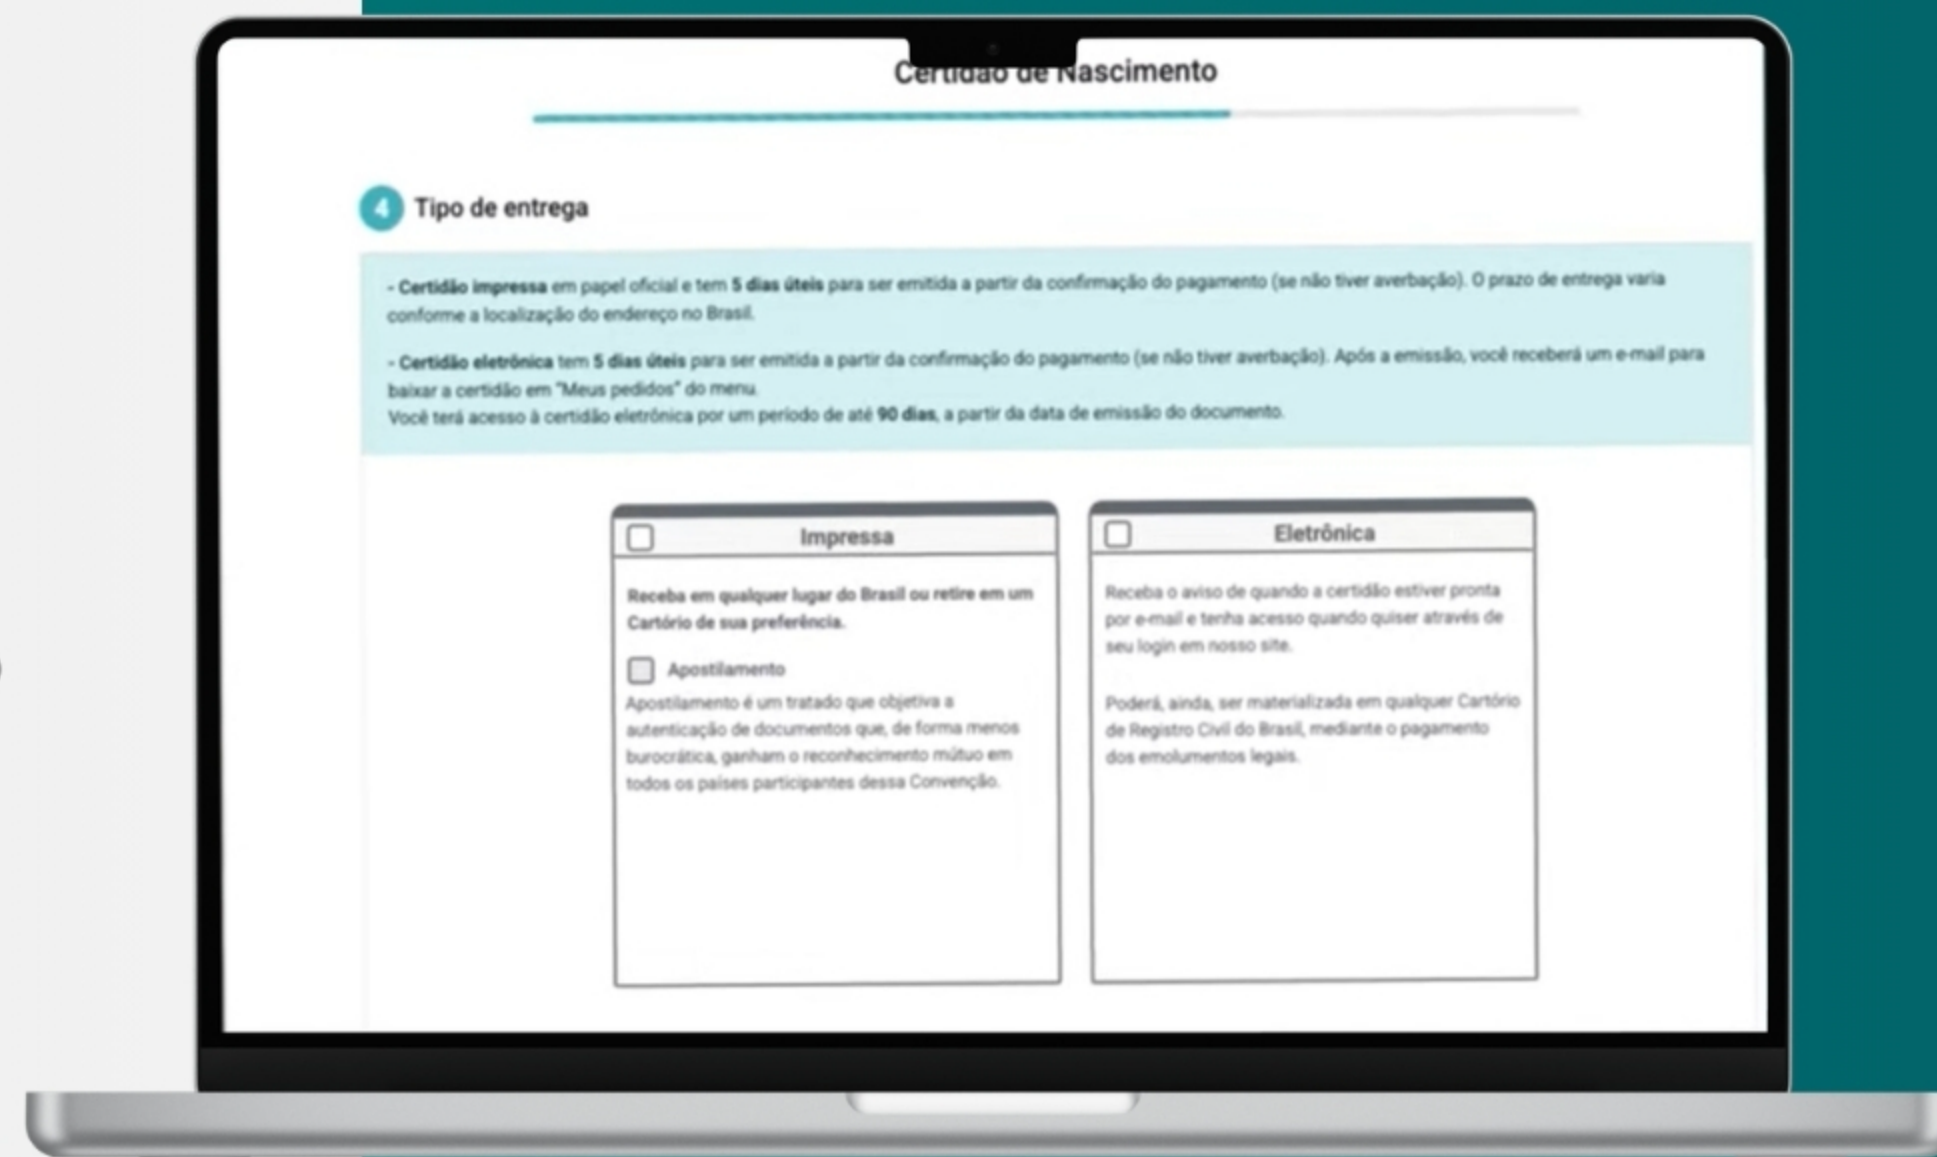 Certidão de Nascimento
4 Tipo de entrega
- Certidão impressa em papel oficial e tem 5 dias úteis para ser emitida a partir da confirmação do pagamento (se não tiver averbação). O prazo de entrega varia
conforme a localização do endereço no Brasil.
- Certidão eletrônica tem 5 dias úteis para ser emitida a partir da confirmação do pagamento (se não tiver averbação). Após a emissão, você receberá um e-mail para
baixar a certidão em "Meus pedidos" do menu.
Você terá acesso à certidão eletrônica por um período de até 90 dias, a partir da data de emissão do documento.
Impressa
Receba em qualquer lugar do Brasil ou retire em um
Cartório de sua preferência.
Apostilamento
Apostilamento é um tratado que objetiva a
autenticação de documentos que, de forma menos
burocrática, ganham o reconhecimento mútuo em
todos os países participantes dessa Convenção.
Eletrônica
Receba o aviso de quando a certidão estiver pronta
por e-mail e tenha acesso quando quiser através de
seu login em nosso site.
Poderá, ainda, ser materializada em qualquer Cartório
de Registro Civil do Brasil, mediante o pagamento
dos emolumentos legais.